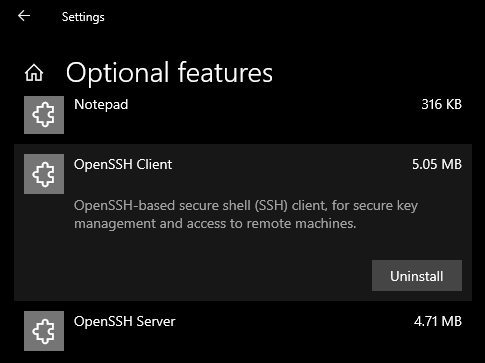 Settings
Optional features
Notepad 316 KB
OpenSSH Client 5.05 MB
OpenSSH-based secure shell (SSH) client, for secure key
management and access to remote machines.
Uninstall
OpenSSH Server 4.71 MB